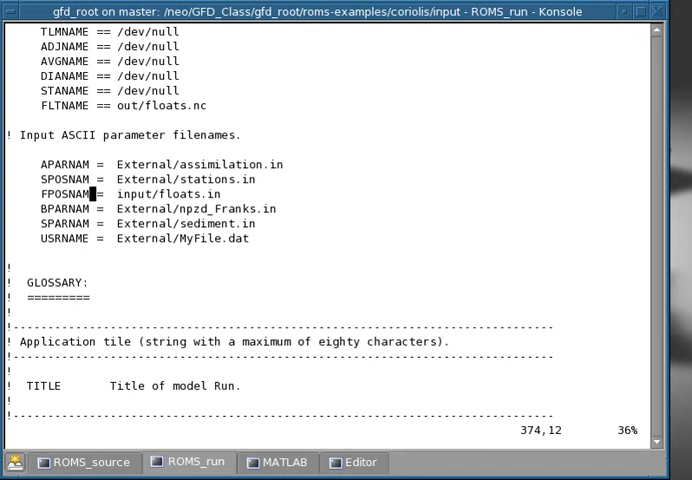 gfd_root on master: /neo/GFD_Class/gfd_root/roms-examples/coriolis/input - ROMS_run - Konsole
TLMNAME == /dev/null
ADJNAME == /dev/null
AVGNAME == /dev/null
DIANAME == /dev/null
STANAME == /dev/null
FLTNAME == out/floats.nc
! Input ASCII parameter filenames.
APARNAM =  External/assimilation.in
SPOSNAM =  External/stations.in
FPOSNAM =  input/floats.in
BPARNAM =  External/npzd_Franks.in
SPARNAM =  External/sediment.in
USRNAME =  External/MyFile.dat
!
!  GLOSSARY:
!  =========
!
!------------------------------------------------------------------------------
! Application tile (string with a maximum of eighty characters).
!------------------------------------------------------------------------------
!
!  TITLE       Title of model Run.
!
!------------------------------------------------------------------------------
374,12        36%
ROMS_source ROMS_run MATLAB Editor